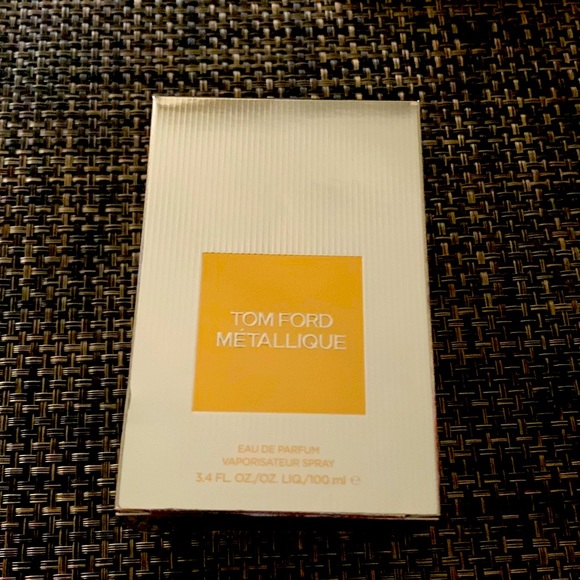 TOM FORD
MÉTALLIQUE
EAU DE PARFUM
VAPORISATEUR SPRAY
3.4 FL. OZ./OZ. LIQ./100 ml ℮